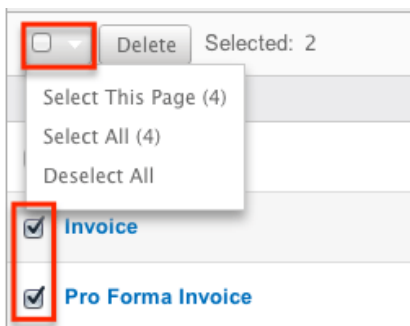 Delete Selected: 2
Select This Page (4)
Select All (4)
Deselect All
Invoice
Pro Forma Invoice